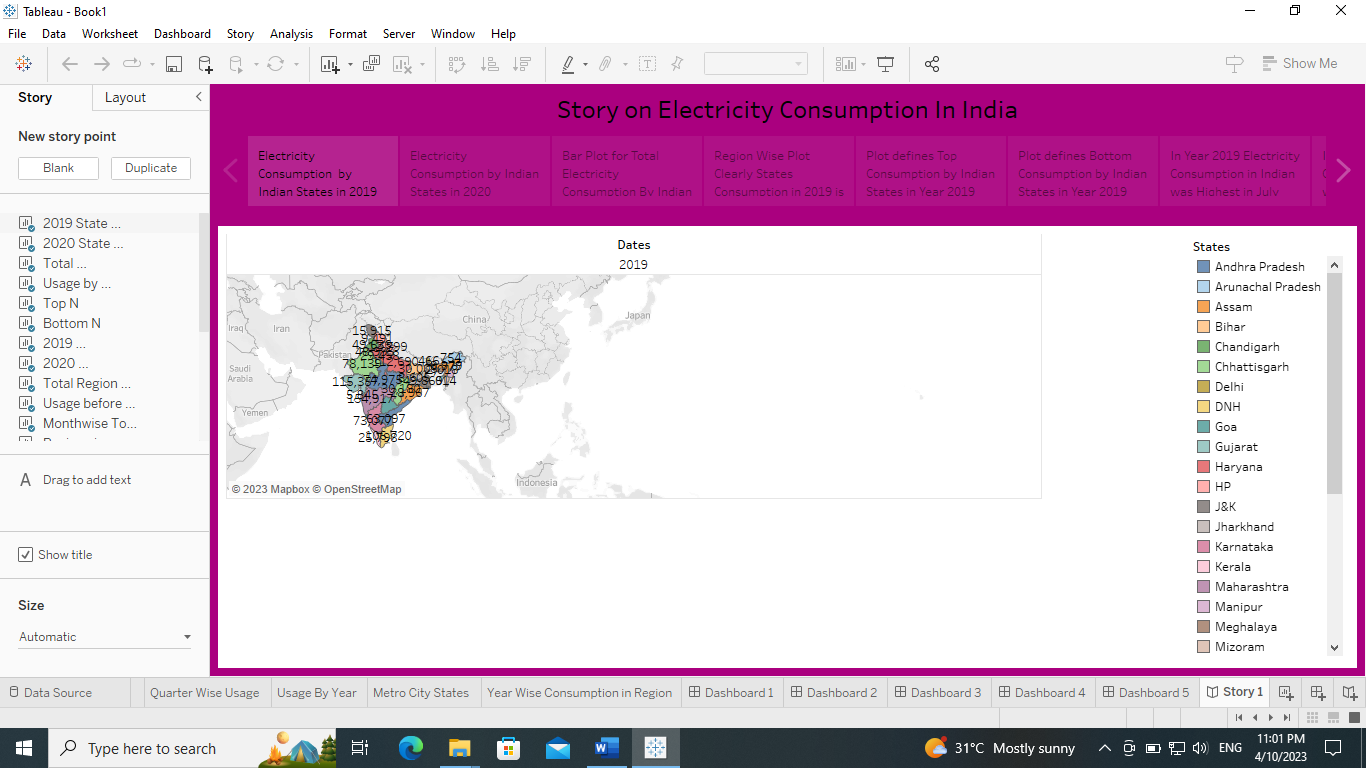 Tableau - Book1
File Data Worksheet Dashboard Story Analysis Format Server Window Help
Show Me
Story Layout
New story point
Blank Duplicate
2019 State ...
2020 State ...
Total ...
Usage by ...
Top N
Bottom N
2019 ...
2020 ...
Total Region ...
Usage before ...
Monthwise To...
A Drag to add text
Show title
Size
Automatic
Story on Electricity Consumption In India
Electricity
Consumption by
Indian States in 2019
Electricity
Consumption by Indian
States in 2020
Bar Plot for Total
Electricity
Consumption By Indian
Region Wise Plot
Clearly States
Consumption in 2019 is
Plot defines Top
Consumption by Indian
States in Year 2019
Plot defines Bottom
Consumption by Indian
States in Year 2019
In Year 2019 Electricity
Consumption in Indian
was Highest in July
Dates
2019
Iraq
Iran
China
Japan
Pakistan
Saudi
Arabia
Yemen
Indonesia
15,915
© 2023 Mapbox © OpenStreetMap
States
Andhra Pradesh
Arunachal Pradesh
Assam
Bihar
Chandigarh
Chhattisgarh
Delhi
DNH
Goa
Gujarat
Haryana
HP
J&K
Jharkhand
Karnataka
Kerala
Maharashtra
Manipur
Meghalaya
Mizoram
Data Source Quarter Wise Usage Usage By Year Metro City States Year Wise Consumption in Region Dashboard 1 Dashboard 2 Dashboard 3 Dashboard 4 Dashboard 5 Story 1
Type here to search
31°C Mostly sunny
ENG
11:01 PM
4/10/2023